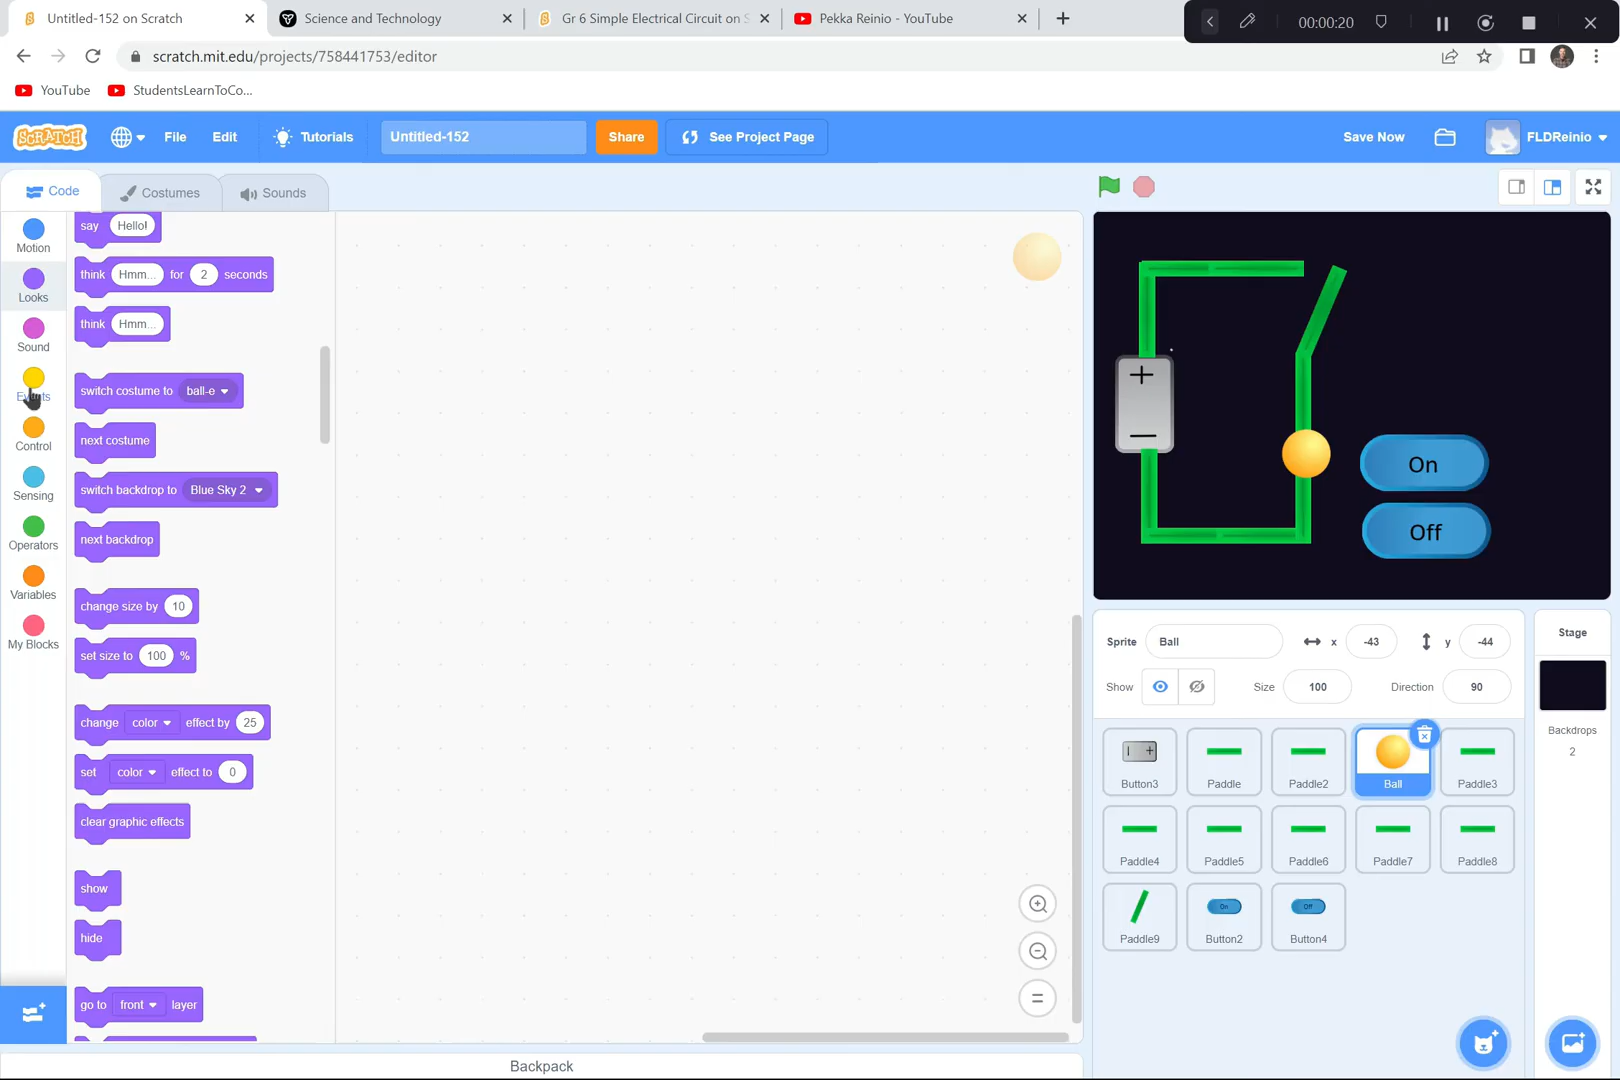 Untitled-152 on Scratch
Science and Technology
Gr 6 Simple Electrical Circuit on S
Pekka Reinio - YouTube
00:00:20
scratch.mit.edu/projects/758441753/editor
YouTube
StudentsLearnToCo...
SCRATCH
File
Edit
Tutorials
Untitled-152
Share
See Project Page
Save Now
FLDReinio
Code
Costumes
Sounds
Motion
Looks
Sound
Events
Control
Sensing
Operators
Variables
My Blocks
say Hello!
think Hmm... for 2 seconds
think Hmm...
switch costume to ball-e
next costume
switch backdrop to Blue Sky 2
next backdrop
change size by 10
set size to 100 %
change color effect by 25
set color effect to 0
clear graphic effects
show
hide
go to front layer
Backpack
+
−
On
Off
Sprite Ball x -43 y -44
Show Size 100 Direction 90
Button3
Paddle
Paddle2
Ball
Paddle3
Paddle4
Paddle5
Paddle6
Paddle7
Paddle8
Paddle9
On
Button2
Off
Button4
Stage
Backdrops
2